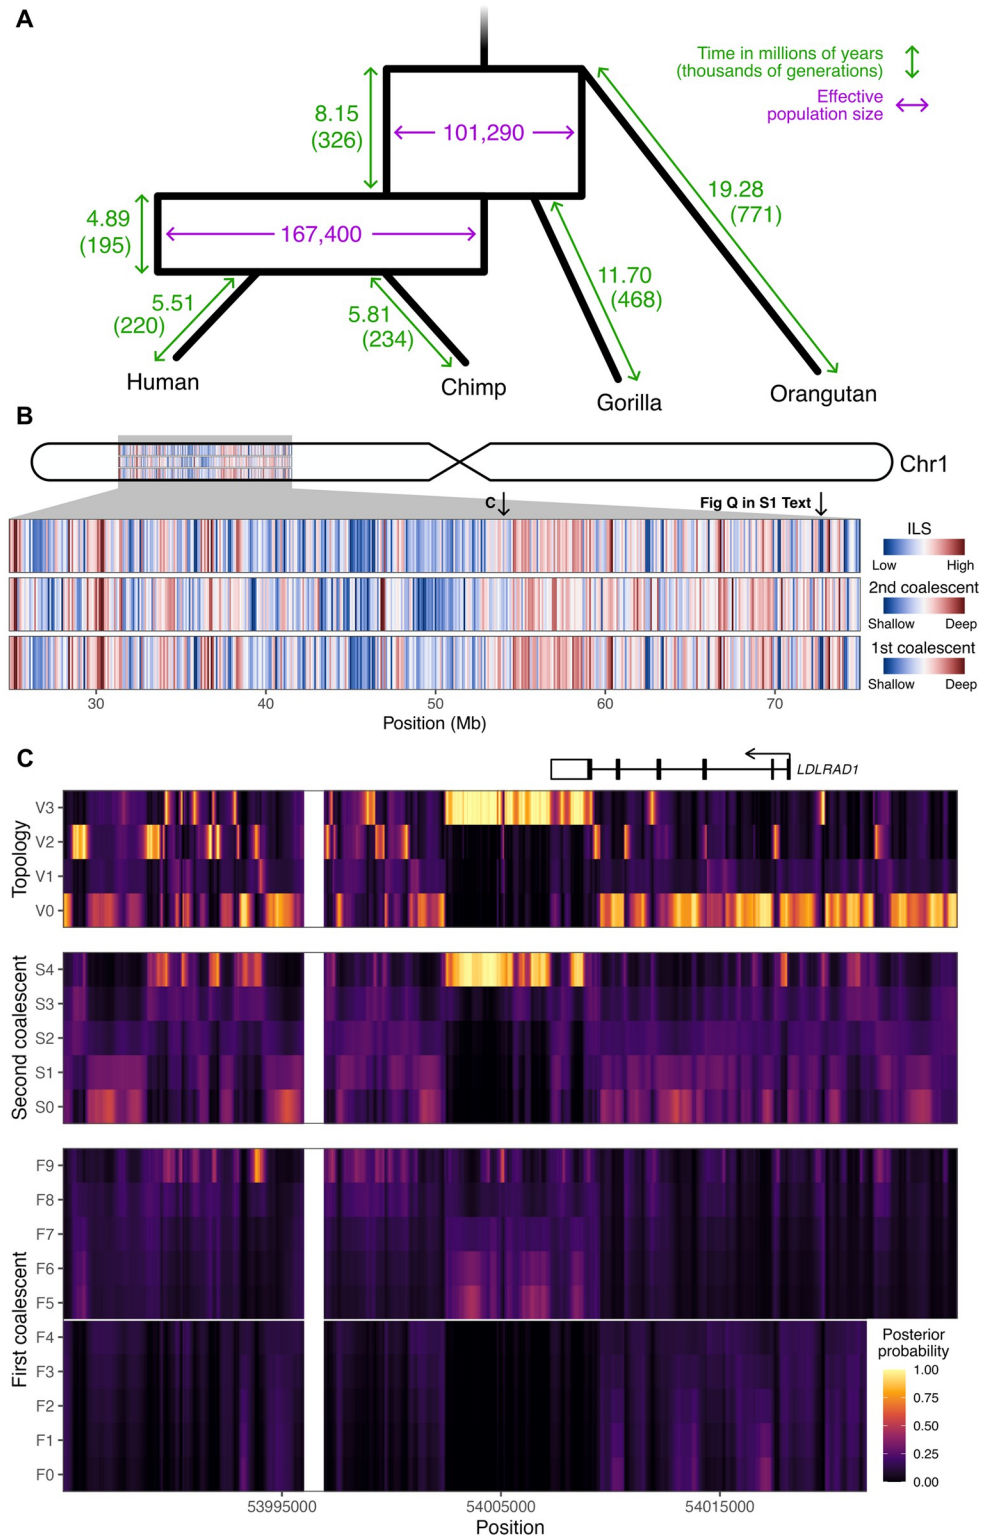 A
Time in millions of years
(thousands of generations)
Effective
population size
8.15
(326)
101,290
19.28
(771)
4.89
(195)
167,400
11.70
(468)
5.51
(220)
5.81
(234)
Human
Chimp
Gorilla
Orangutan
B
Chr1
C
Fig Q in S1 Text
ILS
Low High
2nd coalescent
Shallow Deep
1st coalescent
Shallow Deep
30 40 50 60 70
Position (Mb)
C
LDLRAD1
Topology
V3
V2
V1
V0
Second coalescent
S4
S3
S2
S1
S0
First coalescent
F9
F8
F7
F6
F5
F4
F3
F2
F1
F0
Posterior
probability
1.00
0.75
0.50
0.25
0.00
53995000 54005000 54015000
Position